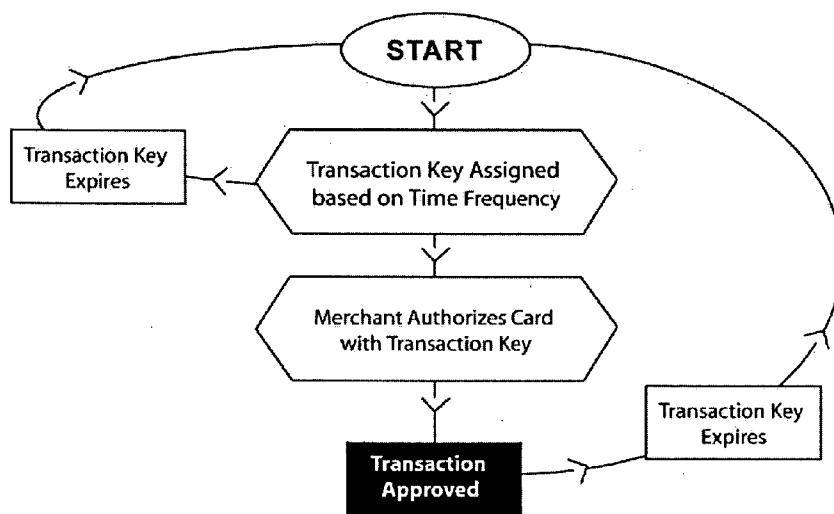 START
Transaction Key
Expires
Transaction Key Assigned
based on Time Frequency
Merchant Authorizes Card
with Transaction Key
Transaction Key
Expires
Transaction
Approved